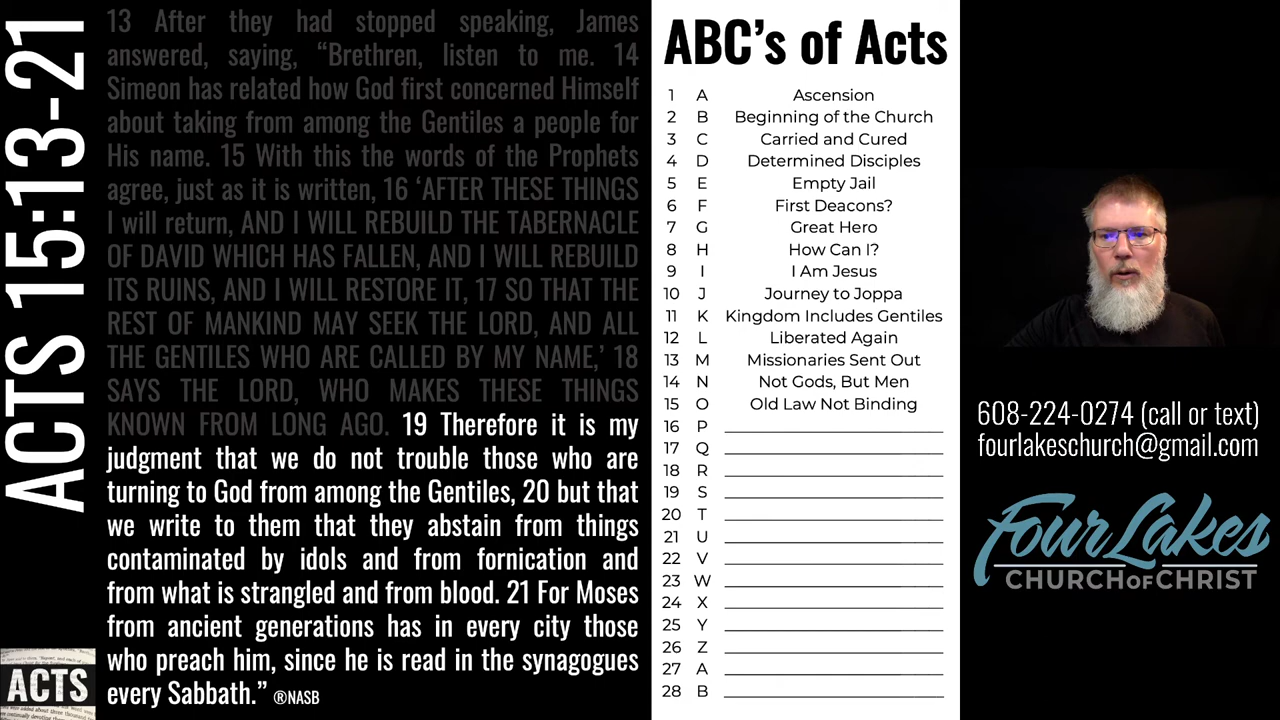 ACTS 15:13-21
13 After they had stopped speaking, James
answered, saying, “Brethren, listen to me. 14
Simeon has related how God first concerned Himself
about taking from among the Gentiles a people for
His name. 15 With this the words of the Prophets
agree, just as it is written, 16 ‘AFTER THESE THINGS
I will return, AND I WILL REBUILD THE TABERNACLE
OF DAVID WHICH HAS FALLEN, AND I WILL REBUILD
ITS RUINS, AND I WILL RESTORE IT, 17 SO THAT THE
REST OF MANKIND MAY SEEK THE LORD, AND ALL
THE GENTILES WHO ARE CALLED BY MY NAME,’ 18
SAYS THE LORD, WHO MAKES THESE THINGS
KNOWN FROM LONG AGO. 19 Therefore it is my
judgment that we do not trouble those who are
turning to God from among the Gentiles, 20 but that
we write to them that they abstain from things
contaminated by idols and from fornication and
from what is strangled and from blood. 21 For Moses
from ancient generations has in every city those
who preach him, since he is read in the synagogues
every Sabbath.” ®NASB
ACTS
ABC’s of Acts
1 A Ascension
2 B Beginning of the Church
3 C Carried and Cured
4 D Determined Disciples
5 E Empty Jail
6 F First Deacons?
7 G Great Hero
8 H How Can I?
9 I I Am Jesus
10 J Journey to Joppa
11 K Kingdom Includes Gentiles
12 L Liberated Again
13 M Missionaries Sent Out
14 N Not Gods, But Men
15 O Old Law Not Binding
16 P
17 Q
18 R
19 S
20 T
21 U
22 V
23 W
24 X
25 Y
26 Z
27 A
28 B
608-224-0274 (call or text)
fourlakeschurch@gmail.com
Four Lakes
CHURCH OF CHRIST